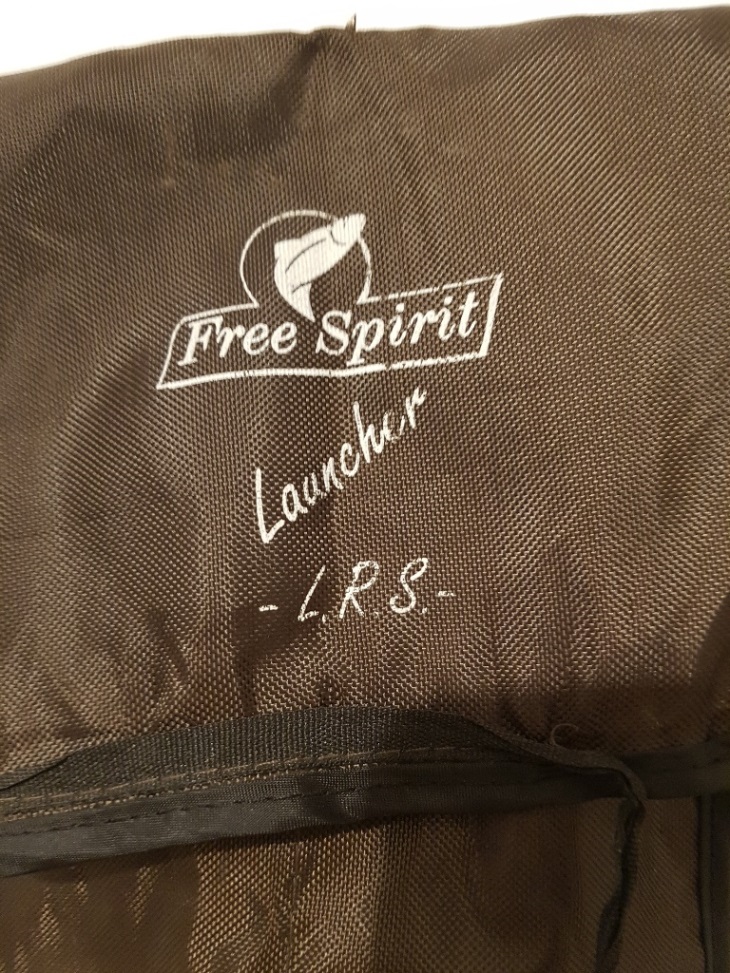 Free Spirit
Launcher
- L.R.S. -